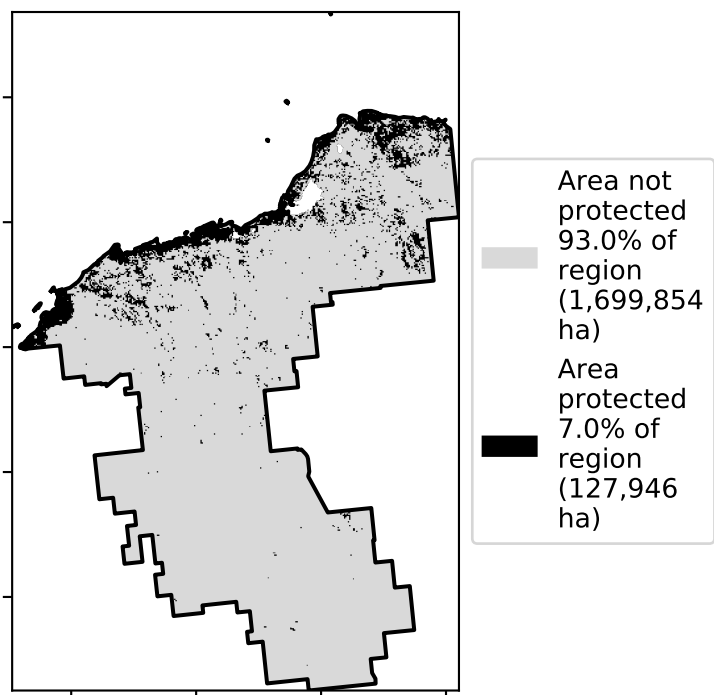 Area not
protected
93.0% of
region
(1,699,854
ha)
Area
protected
7.0% of
region
(127,946
ha)